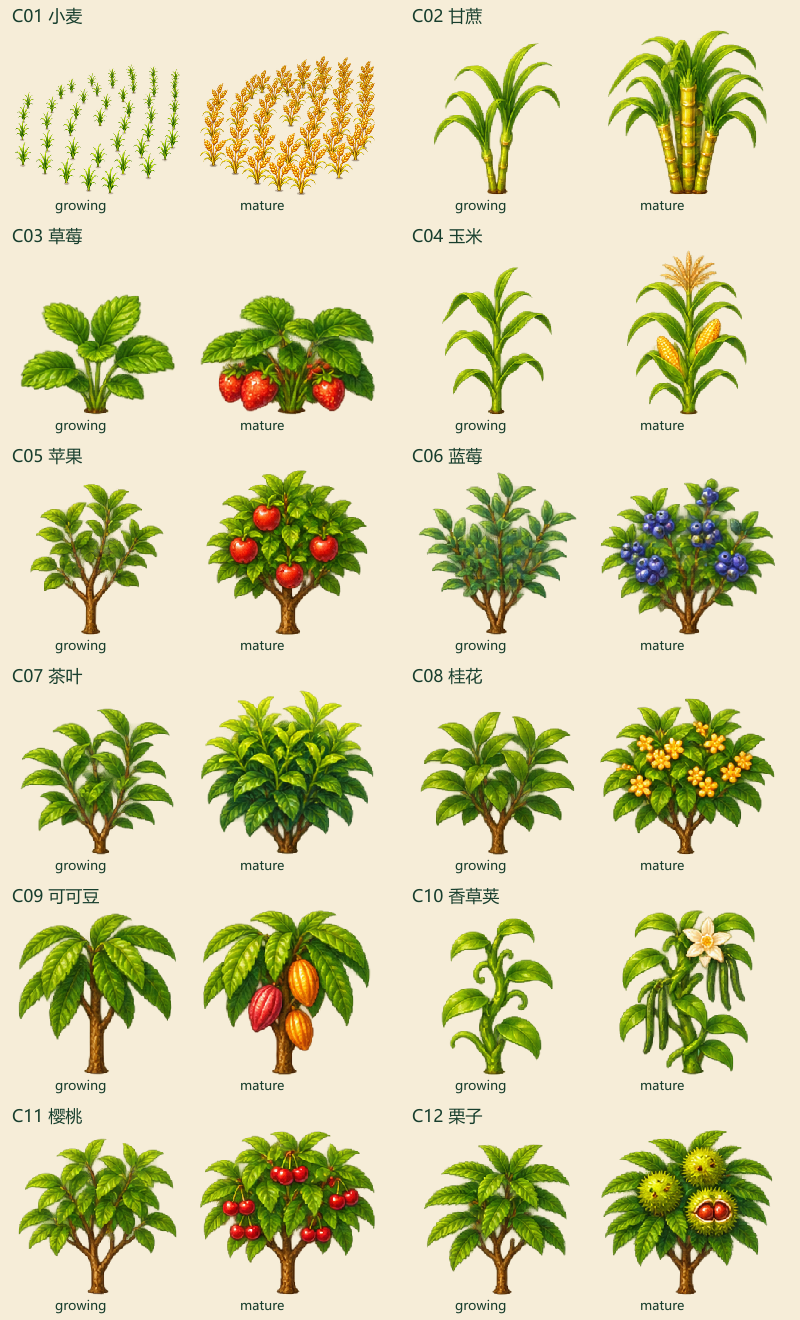 C01 小麦
C02 甘蔗
growing
mature
growing
mature
C03 草莓
C04 玉米
growing
mature
growing
mature
C05 苹果
C06 蓝莓
growing
mature
growing
mature
C07 茶叶
C08 桂花
growing
mature
growing
mature
C09 可可豆
C10 香草荚
growing
mature
growing
mature
C11 樱桃
C12 栗子
growing
mature
growing
mature